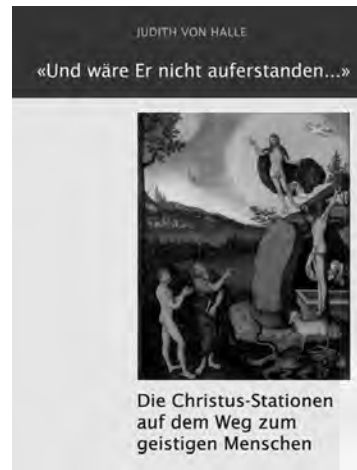 JUDITH VON HALLE
«Und wäre Er nicht auferstanden...»
Die Christus-Stationen
auf dem Weg zum
geistigen Menschen